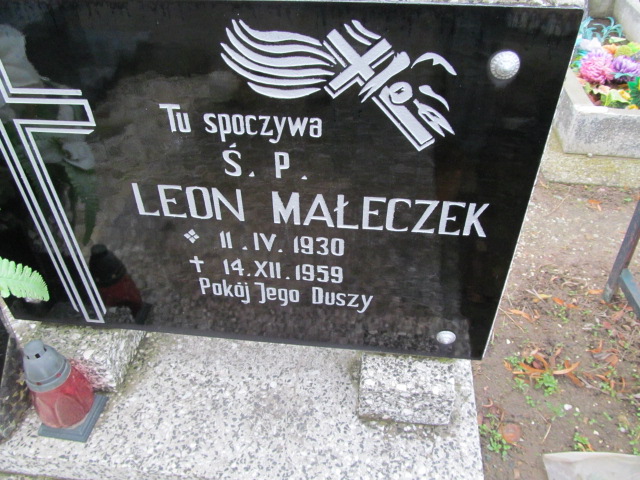 Tu spoczywa
Ś. P.
LEON MAŁECZEK
11. IV. 1930
✝ 14. XII. 1959
Pokój Jego Duszy